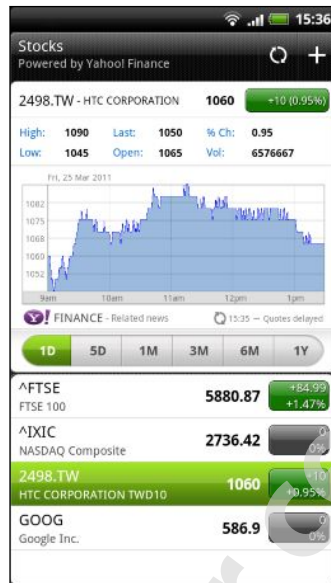 15:36
Stocks
Powered by Yahoo! Finance
2498.TW - HTC CORPORATION 1060 +10 (0.95%)
High: 1090 Last: 1050 % Ch: 0.95
Low: 1045 Open: 1065 Vol: 6576667
Fri, 25 Mar 2011
1082
1075
1068
1060
1052
9am 10am 11am 12pm 1pm
Y! FINANCE - Related news 15:35 — Quotes delayed
1D 5D 1M 3M 6M 1Y
^FTSE 5880.87 +84.99
FTSE 100 +1.47%
^IXIC 2736.42 0
NASDAQ Composite 0%
2498.TW 1060 +10
HTC CORPORATION TWD10 +0.95%
GOOG 586.9 0
Google Inc. 0%